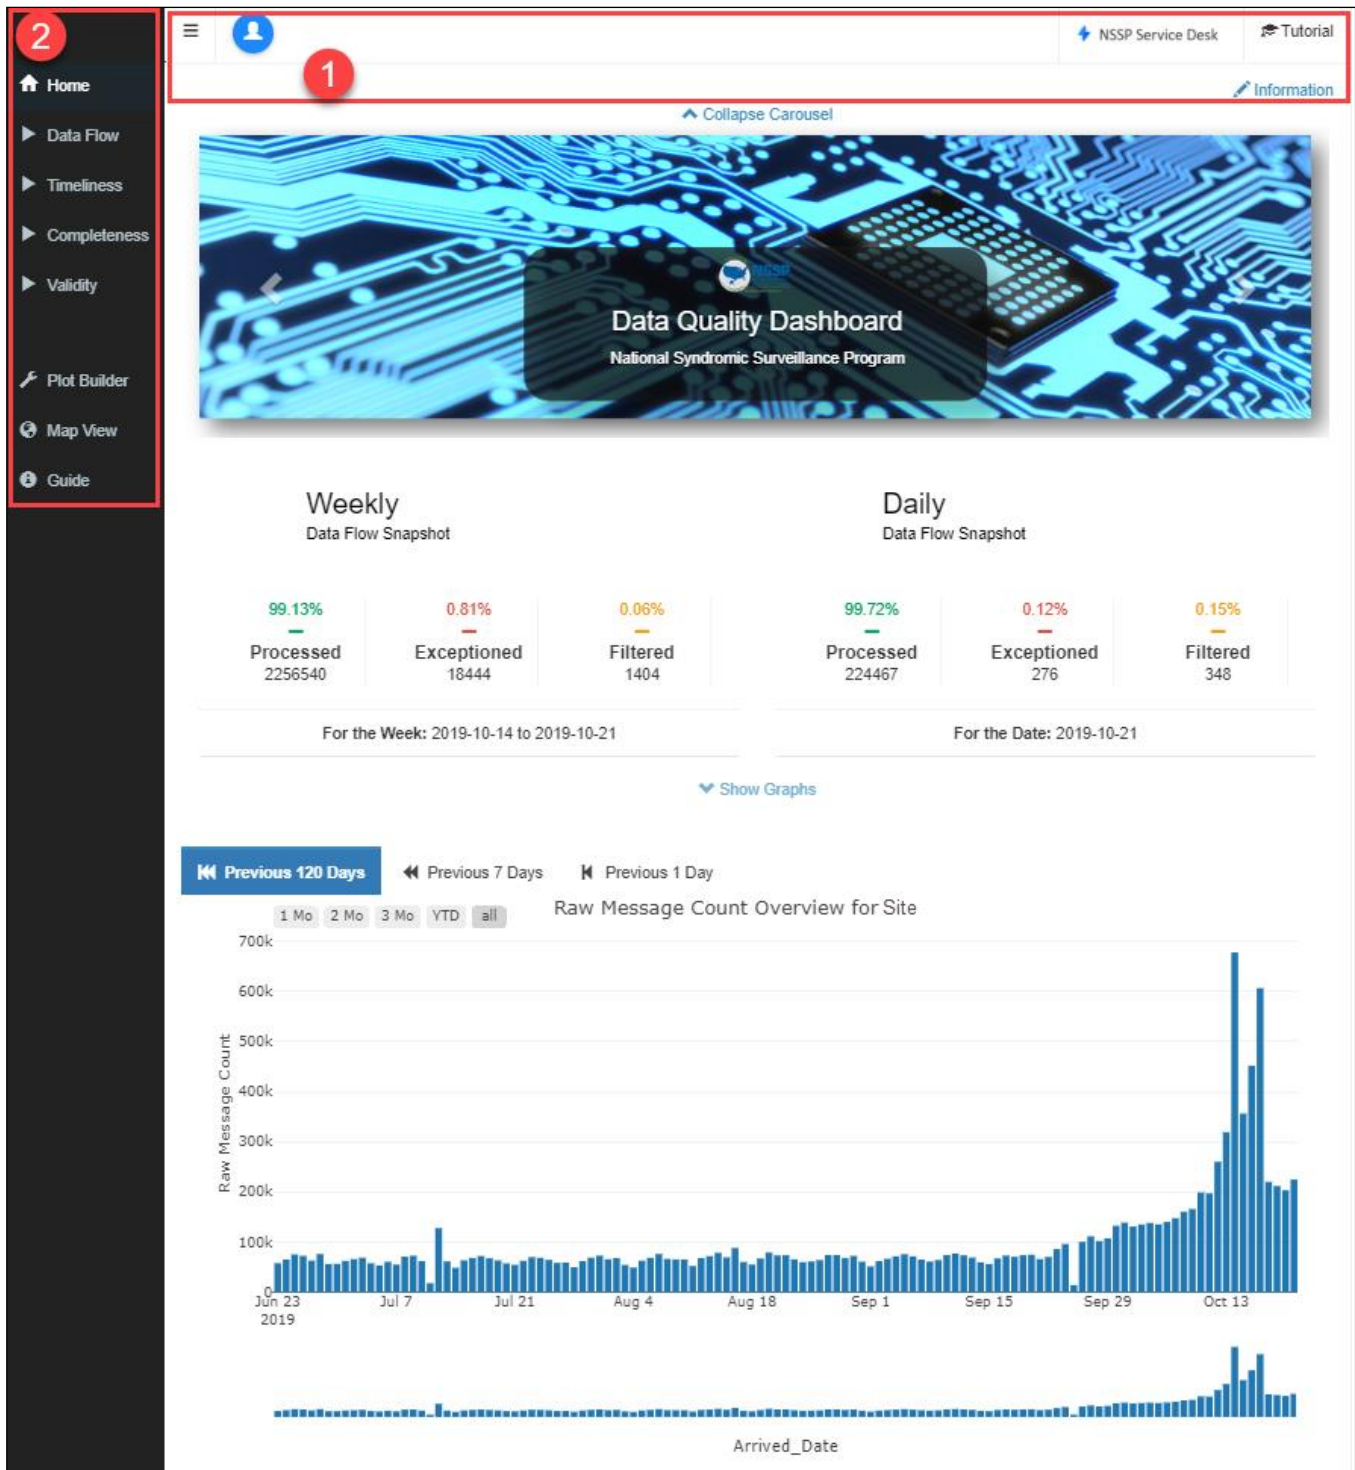 2
1
NSSP Service Desk
Tutorial
Information
Home
Data Flow
Timeliness
Completeness
Validity
Plot Builder
Map View
Guide
Collapse Carousel
NSSP
Data Quality Dashboard
National Syndromic Surveillance Program
Weekly
Data Flow Snapshot
99.13% 0.81% 0.06%
Processed Exceptioned Filtered
2256540 18444 1404
For the Week: 2019-10-14 to 2019-10-21
Daily
Data Flow Snapshot
99.72% 0.12% 0.15%
Processed Exceptioned Filtered
224467 276 348
For the Date: 2019-10-21
Show Graphs
Previous 120 Days Previous 7 Days Previous 1 Day
Raw Message Count Overview for Site
1 Mo 2 Mo 3 Mo YTD all
700k
600k
500k
400k
300k
200k
100k
0
Raw Message Count
Jun 23 Jul 7 Jul 21 Aug 4 Aug 18 Sep 1 Sep 15 Sep 29 Oct 13
2019
Arrived_Date